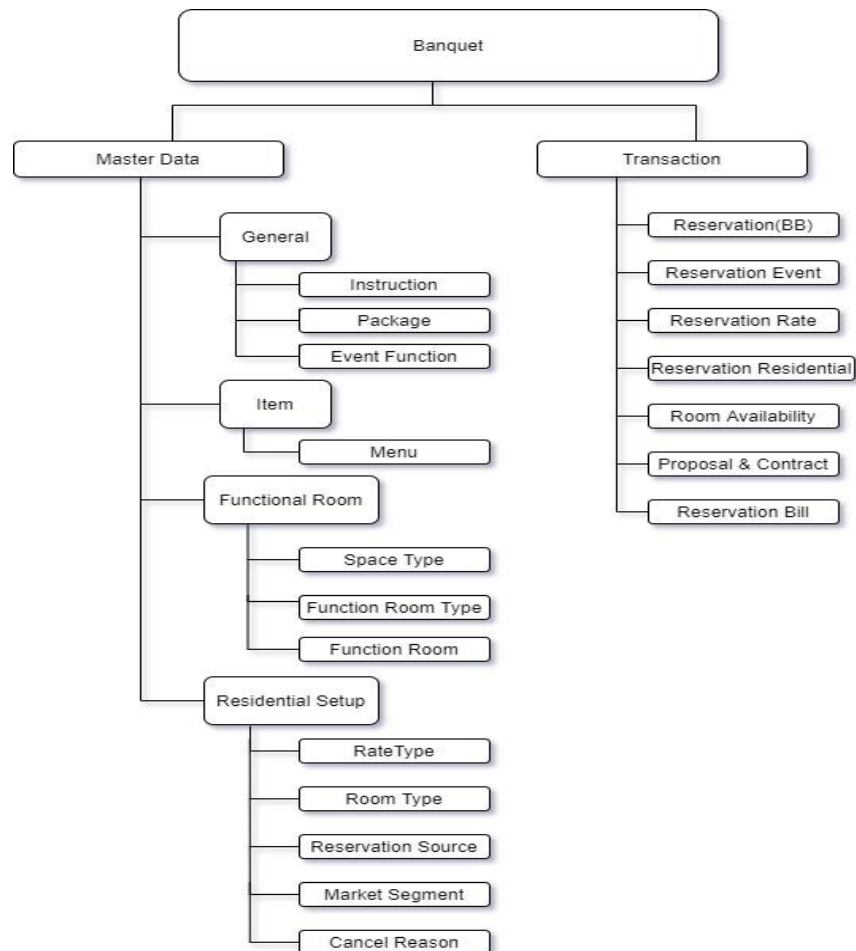 Banquet
Master Data
Transaction
General
Instruction
Package
Event Function
Item
Menu
Functional Room
Space Type
Function Room Type
Function Room
Residential Setup
RateType
Room Type
Reservation Source
Market Segment
Cancel Reason
Reservation(BB)
Reservation Event
Reservation Rate
Reservation Residential
Room Availability
Proposal & Contract
Reservation Bill